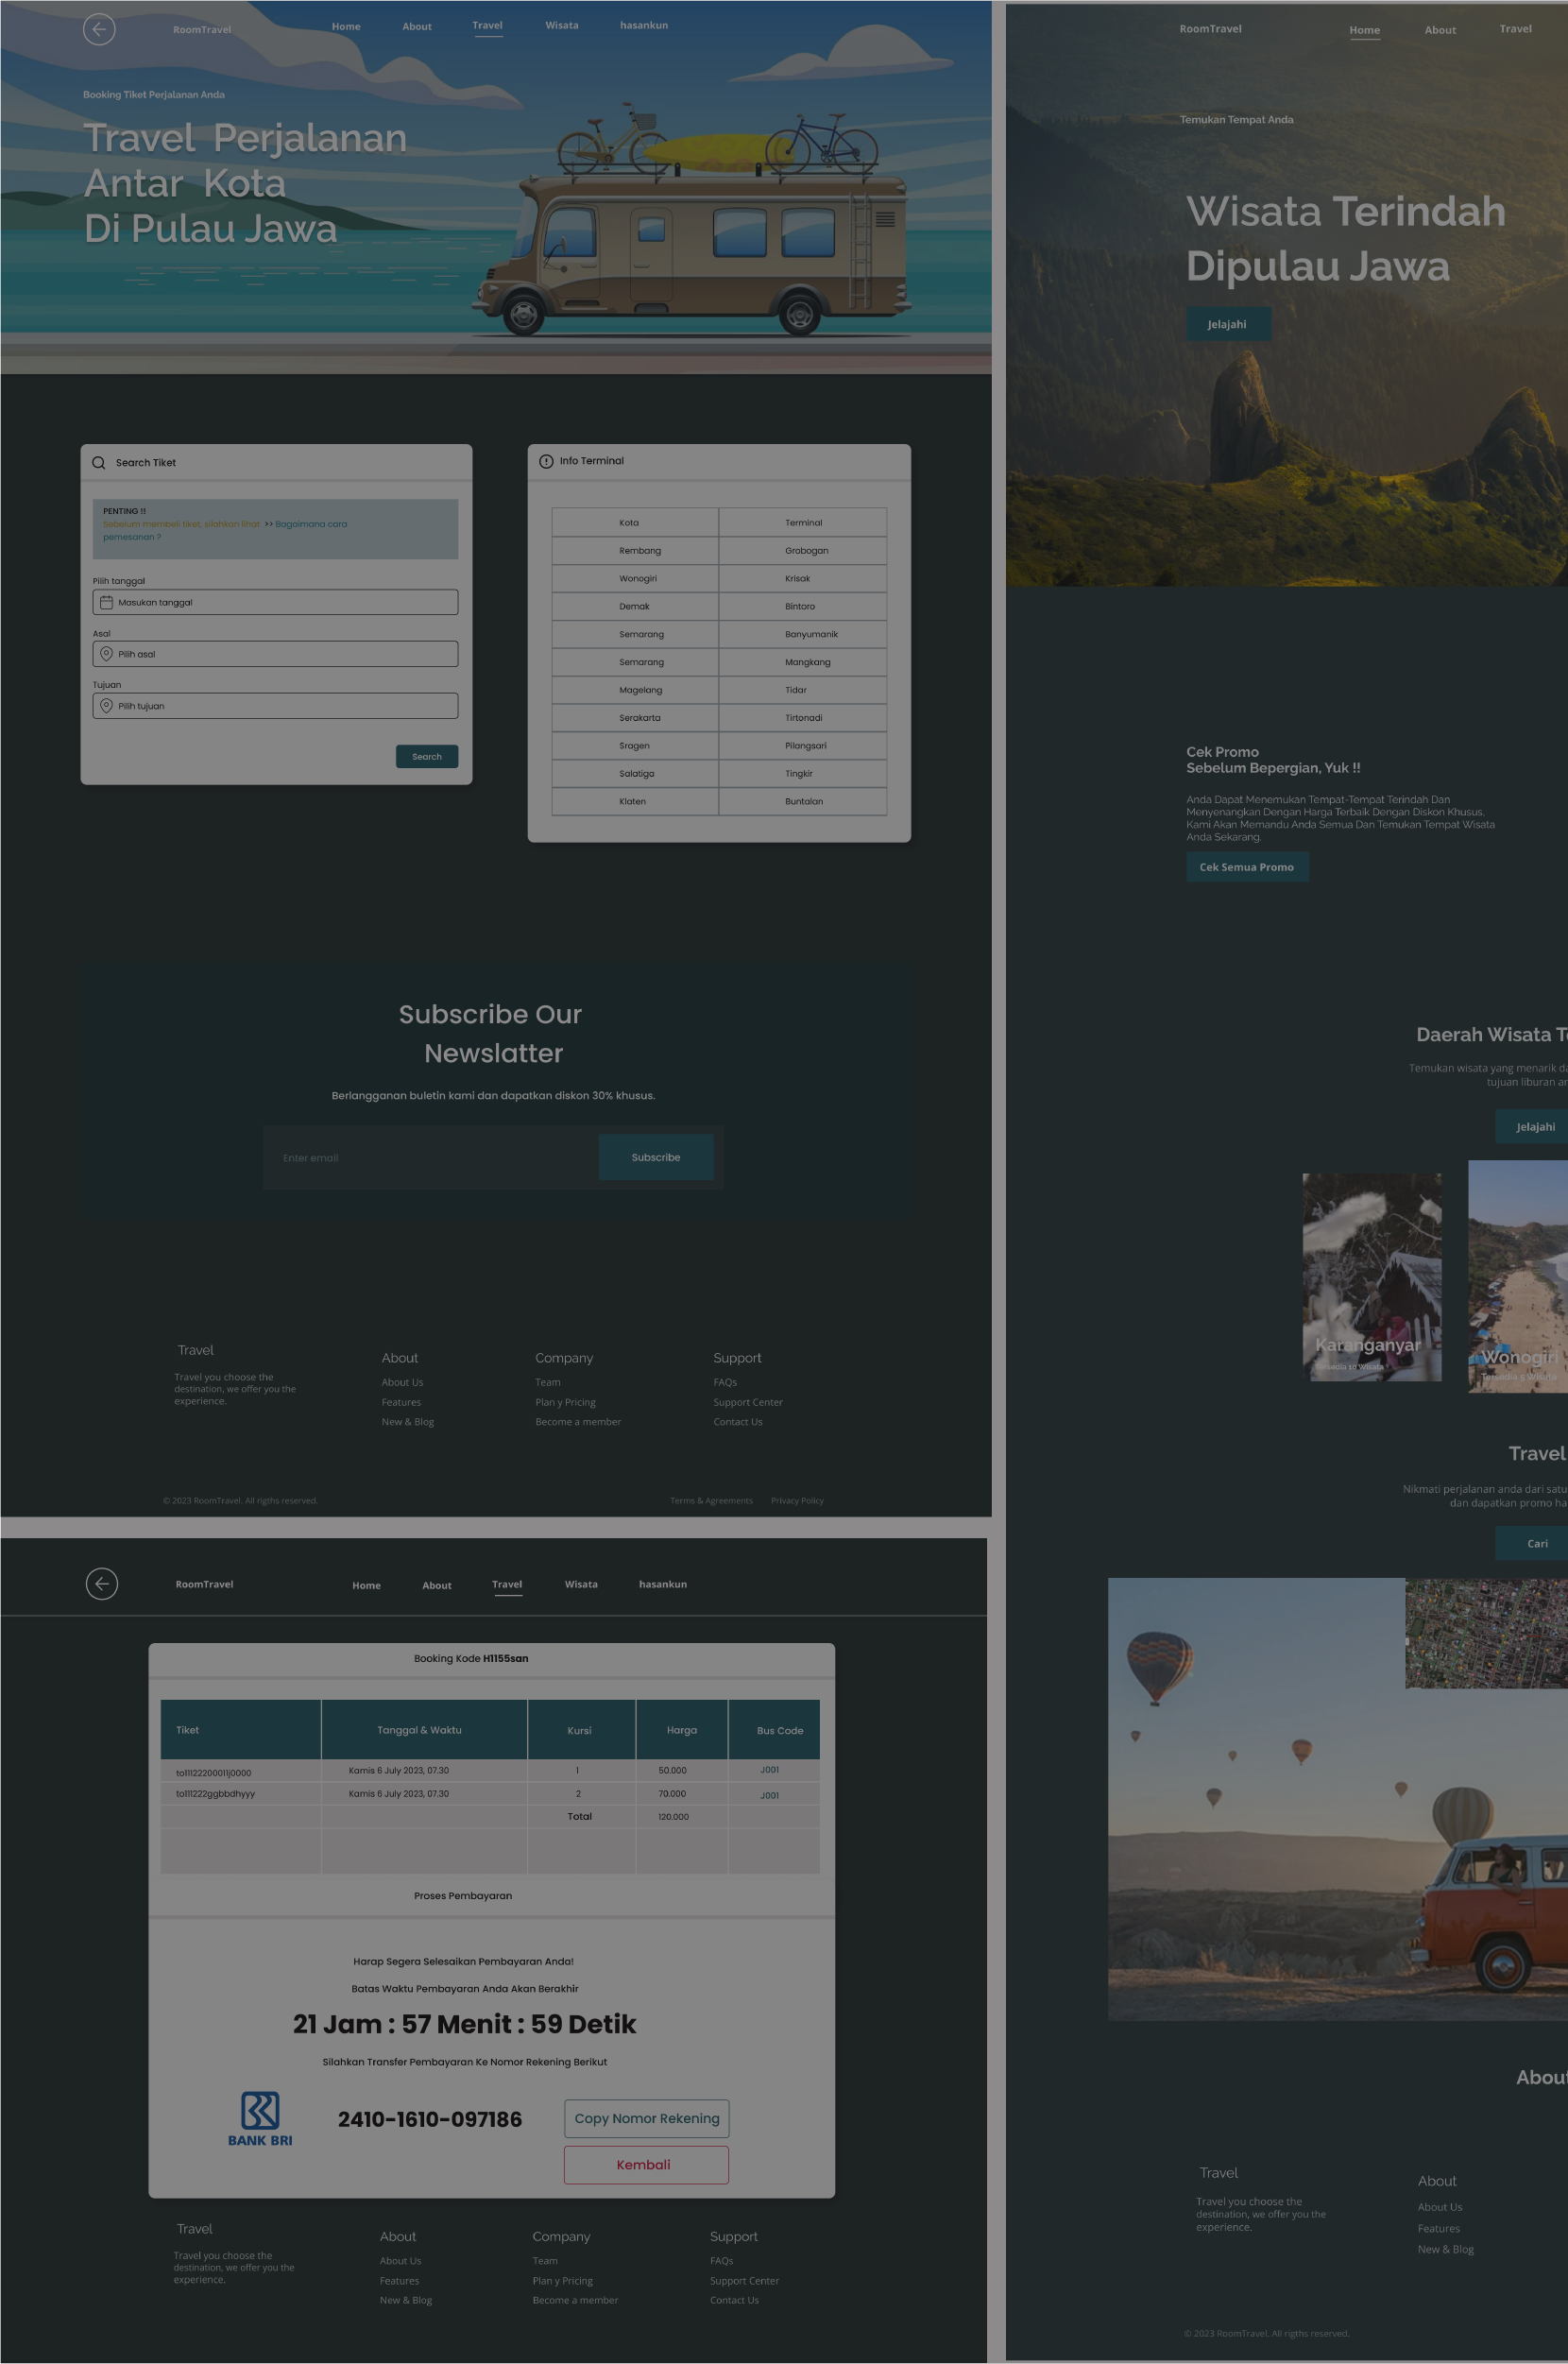 RoomTravel
Home About Travel Wisata hasankun
Booking Tiket Perjalanan Anda
Travel Perjalanan
Antar Kota
Di Pulau Jawa
Search Tiket
PENTING !!
Sebelum membeli tiket, silahkan lihat >> Bagaimana cara
pemesanan ?
Pilih tanggal
Masukan tanggal
Asal
Pilih asal
Tujuan
Pilih tujuan
Search
Info Terminal
Kota Terminal
Rembang Grobogan
Wonogiri Krisak
Demak Bintoro
Semarang Banyumanik
Semarang Mangkang
Magelang Tidar
Serakarta Tirtonadi
Sragen Pilangsari
Salatiga Tingkir
Klaten Buntalan
Subscribe Our
Newslatter
Berlangganan buletin kami dan dapatkan diskon 30% khusus.
Enter email
Subscribe
Travel
Travel you choose the
destination, we offer you the
experience.
About
About Us
Features
New & Blog
Company
Team
Plan y Pricing
Become a member
Support
FAQs
Support Center
Contact Us
© 2023 RoomTravel. All rigths reserved.
Terms & Agreements Privacy Policy
RoomTravel
Home About Travel Wisata hasankun
Booking Kode H1155san
Tiket Tanggal & Waktu Kursi Harga Bus Code
to11122200011j0000 Kamis 6 July 2023, 07.30 1 50.000 J001
to111222ggbbdhyyy Kamis 6 July 2023, 07.30 2 70.000 J001
Total 120.000
Proses Pembayaran
Harap Segera Selesaikan Pembayaran Anda!
Batas Waktu Pembayaran Anda Akan Berakhir
21 Jam : 57 Menit : 59 Detik
Silahkan Transfer Pembayaran Ke Nomor Rekening Berikut
BANK BRI
2410-1610-097186
Copy Nomor Rekening
Kembali
Travel
Travel you choose the
destination, we offer you the
experience.
About
About Us
Features
New & Blog
Company
Team
Plan y Pricing
Become a member
Support
FAQs
Support Center
Contact Us
RoomTravel
Home About Travel
Temukan Tempat Anda
Wisata Terindah
Dipulau Jawa
Jelajahi
Cek Promo
Sebelum Bepergian, Yuk !!
Anda Dapat Menemukan Tempat-Tempat Terindah Dan
Menyenangkan Dengan Harga Terbaik Dengan Diskon Khusus,
Kami Akan Memandu Anda Semua Dan Temukan Tempat Wisata
Anda Sekarang.
Cek Semua Promo
Daerah Wisata
Temukan wisata yang menarik
tujuan liburan
Jelajahi
Karanganyar
Tersedia 10 Wisata
Wonogiri
Tersedia 5 Wisata
Travel
Nikmati perjalanan anda dari satu
dan dapatkan promo
Cari
About
Travel
Travel you choose the
destination, we offer you the
experience.
About
About Us
Features
New & Blog
© 2023 RoomTravel. All rigths reserved.